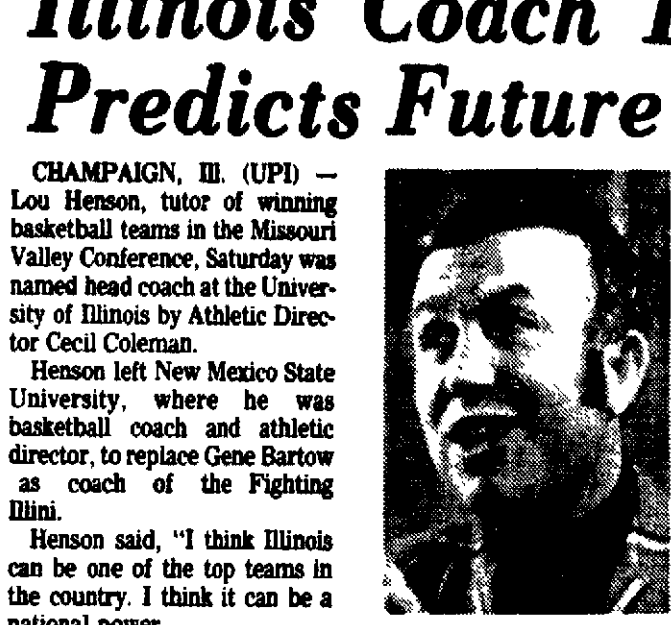 Illinois Coach
Predicts Future
CHAMPAIGN, Ill. (UPI) —
Lou Henson, tutor of winning
basketball teams in the Missouri
Valley Conference, Saturday was
named head coach at the Univer-
sity of Illinois by Athletic Direc-
tor Cecil Coleman.
Henson left New Mexico State
University, where he was
basketball coach and athletic
director, to replace Gene Bartow
as coach of the Fighting
Illini.
Henson said, "I think Illinois
can be one of the top teams in
the country. I think it can be a
national power